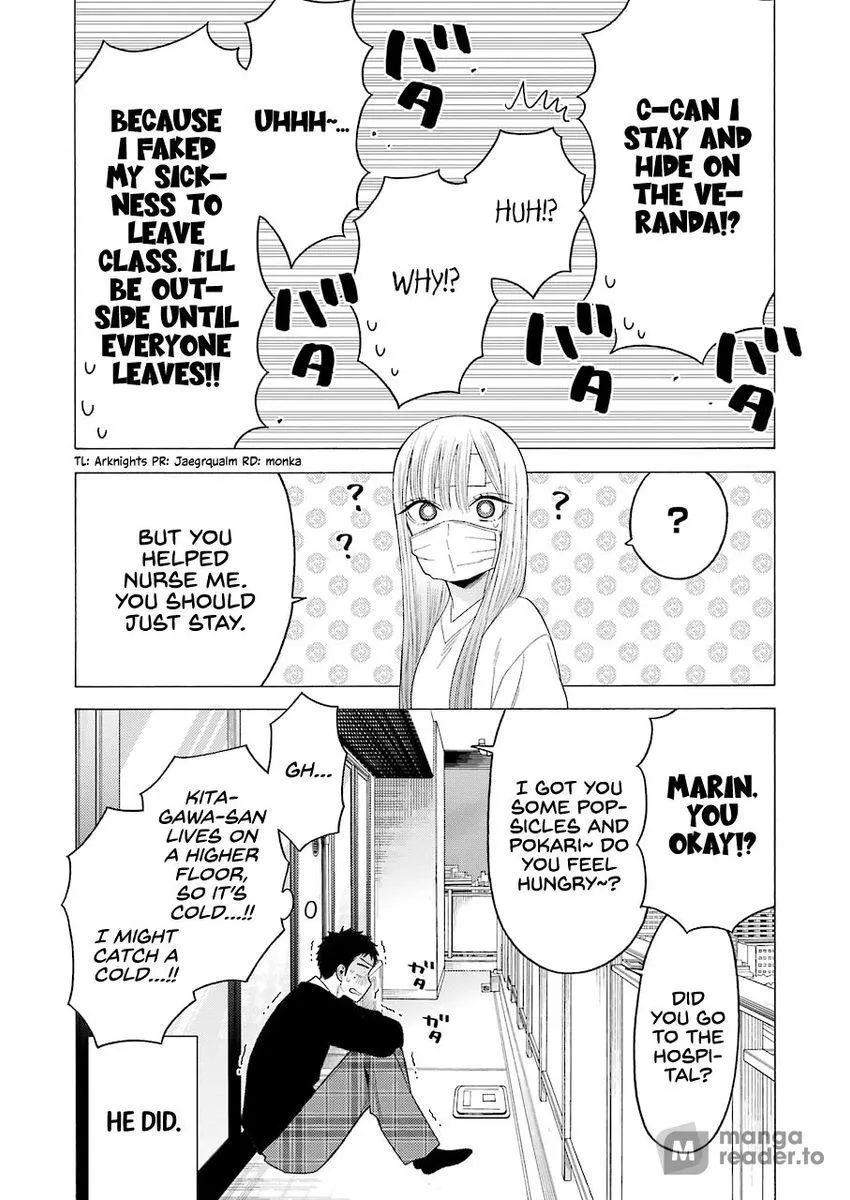 C-CAN I
STAY AND
HIDE ON
THE VE-
RANDA!?
バタ
HUH!?
WHY!?
バタ
UHHH~...
バタ
バタ
BECAUSE
I FAKED
MY SICK-
NESS TO
LEAVE
CLASS. I'LL
BE OUT-
SIDE UNTIL
EVERYONE
LEAVES!!
TL: Arknights PR: Jaegrqualm RD: monka
?
?
?
?
BUT YOU
HELPED
NURSE ME.
YOU SHOULD
JUST STAY.
MARIN,
YOU
OKAY!?
I GOT YOU
SOME POP-
SICLES AND
POKARI~ DO
YOU FEEL
HUNGRY~?
DID
YOU GO
TO THE
HOSPI-
TAL?
GH...
KITA-
GAWA-SAN
LIVES ON
A HIGHER
FLOOR,
SO IT'S
COLD...!!
I MIGHT
CATCH A
COLD...!!
ガタ
ガタ
HE DID.
M
manga
reader.to